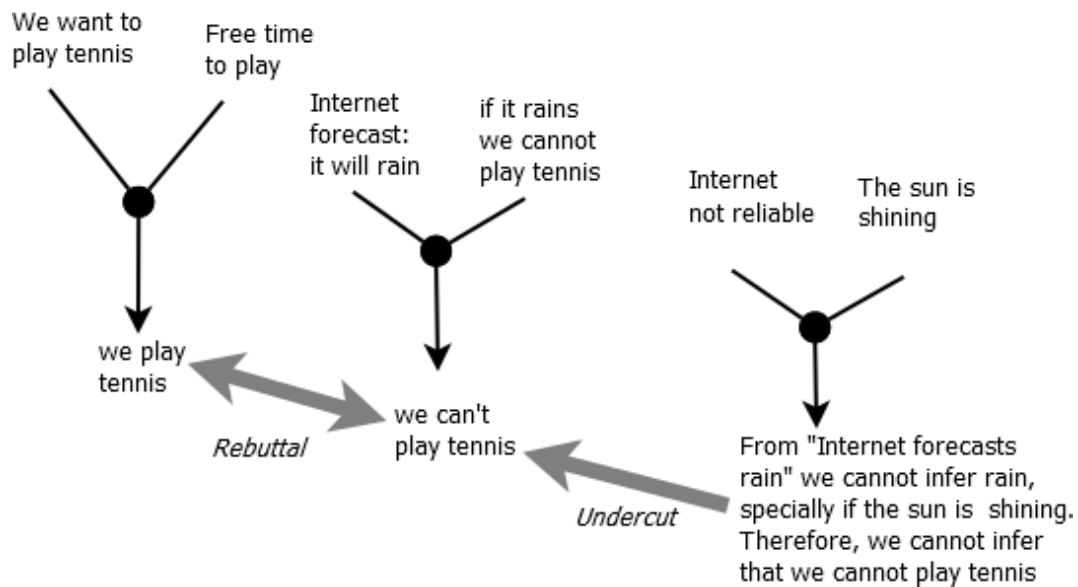 We want to
play tennis
Free time
to play
Internet
forecast:
it will rain
if it rains
we cannot
play tennis
Internet
not reliable
The sun is
shining
we play
tennis
Rebuttal
we can't
play tennis
Undercut
From "Internet forecasts
rain" we cannot infer rain,
specially if the sun is shining.
Therefore, we cannot infer
that we cannot play tennis